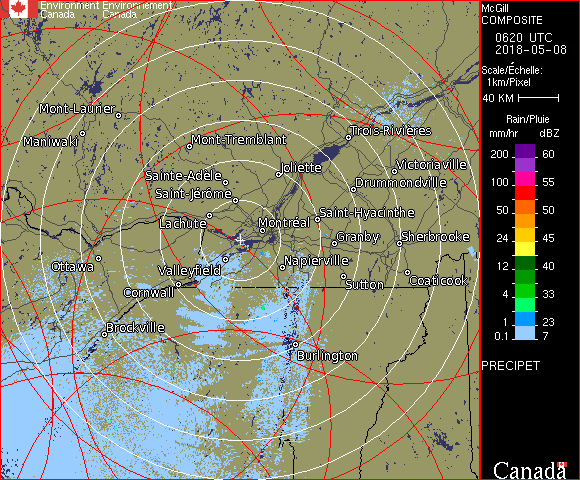 Environment Environnement
Canada Canada
McGill
COMPOSITE
0620 UTC
2018-05-08
Scale/Échelle:
1km/Pixel
40 KM
Rain/Pluie
mm/hr dBZ
200 60
100 55
50 50
24 45
12 40
4 33
1 23
0.1 7
PRECIPET
Canada
Mont-Laurier
Maniwaki
Mont-Tremblant
Trois-Rivières
Joliette
Victoriaville
Sainte-Adèle
Drummondville
Saint-Jérôme
Lachute
Montréal
Saint-Hyacinthe
Granby
Sherbrooke
Ottawa
Valleyfield
Napierville
Cornwall
Sutton
Coaticook
Brockville
Burlington